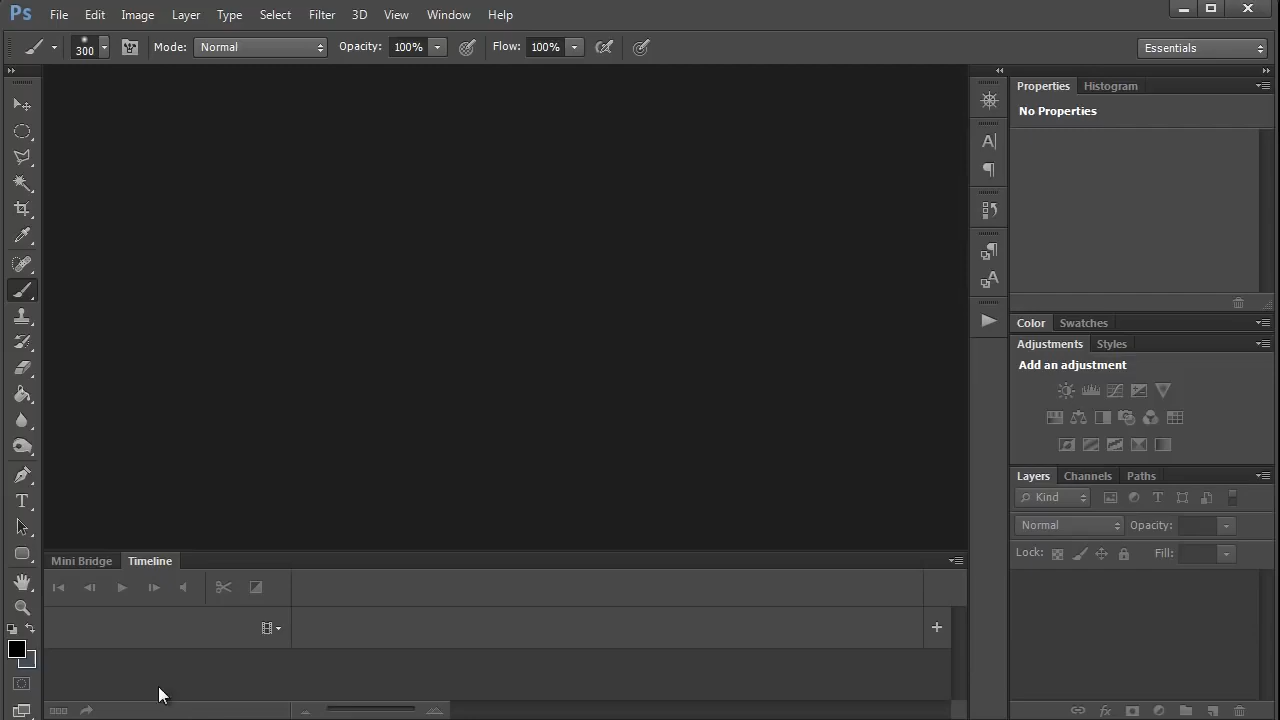 Ps File Edit Image Layer Type Select Filter 3D View Window Help
300 Mode: Normal Opacity: 100% Flow: 100% Essentials
Properties Histogram
No Properties
Color Swatches
Adjustments Styles
Add an adjustment
Layers Channels Paths
Kind
Normal Opacity:
Lock: Fill:
Mini Bridge Timeline